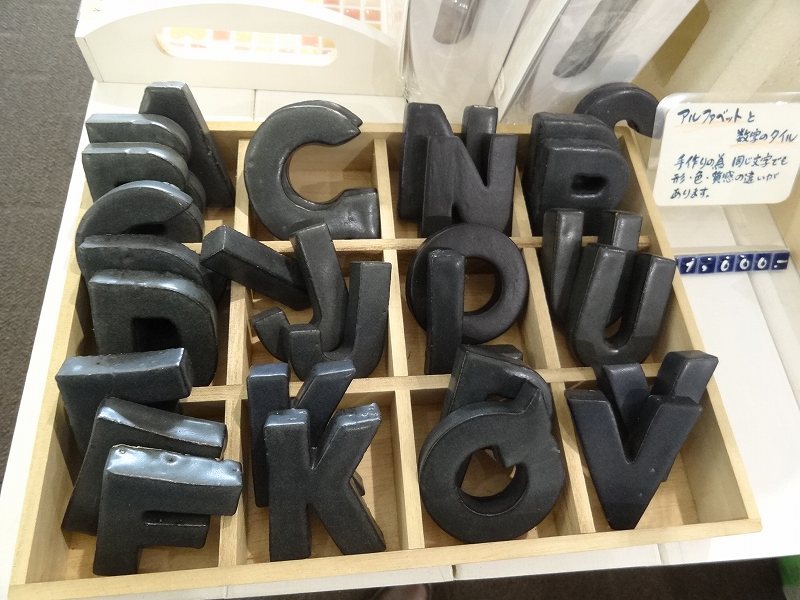 アルファベットと
数字のタイル
手作りの為 同じ文字でも
形・色・質感の違いが
あります。
1,000.-
G N
D
J J I O U U
D
F K K Q V
F
F